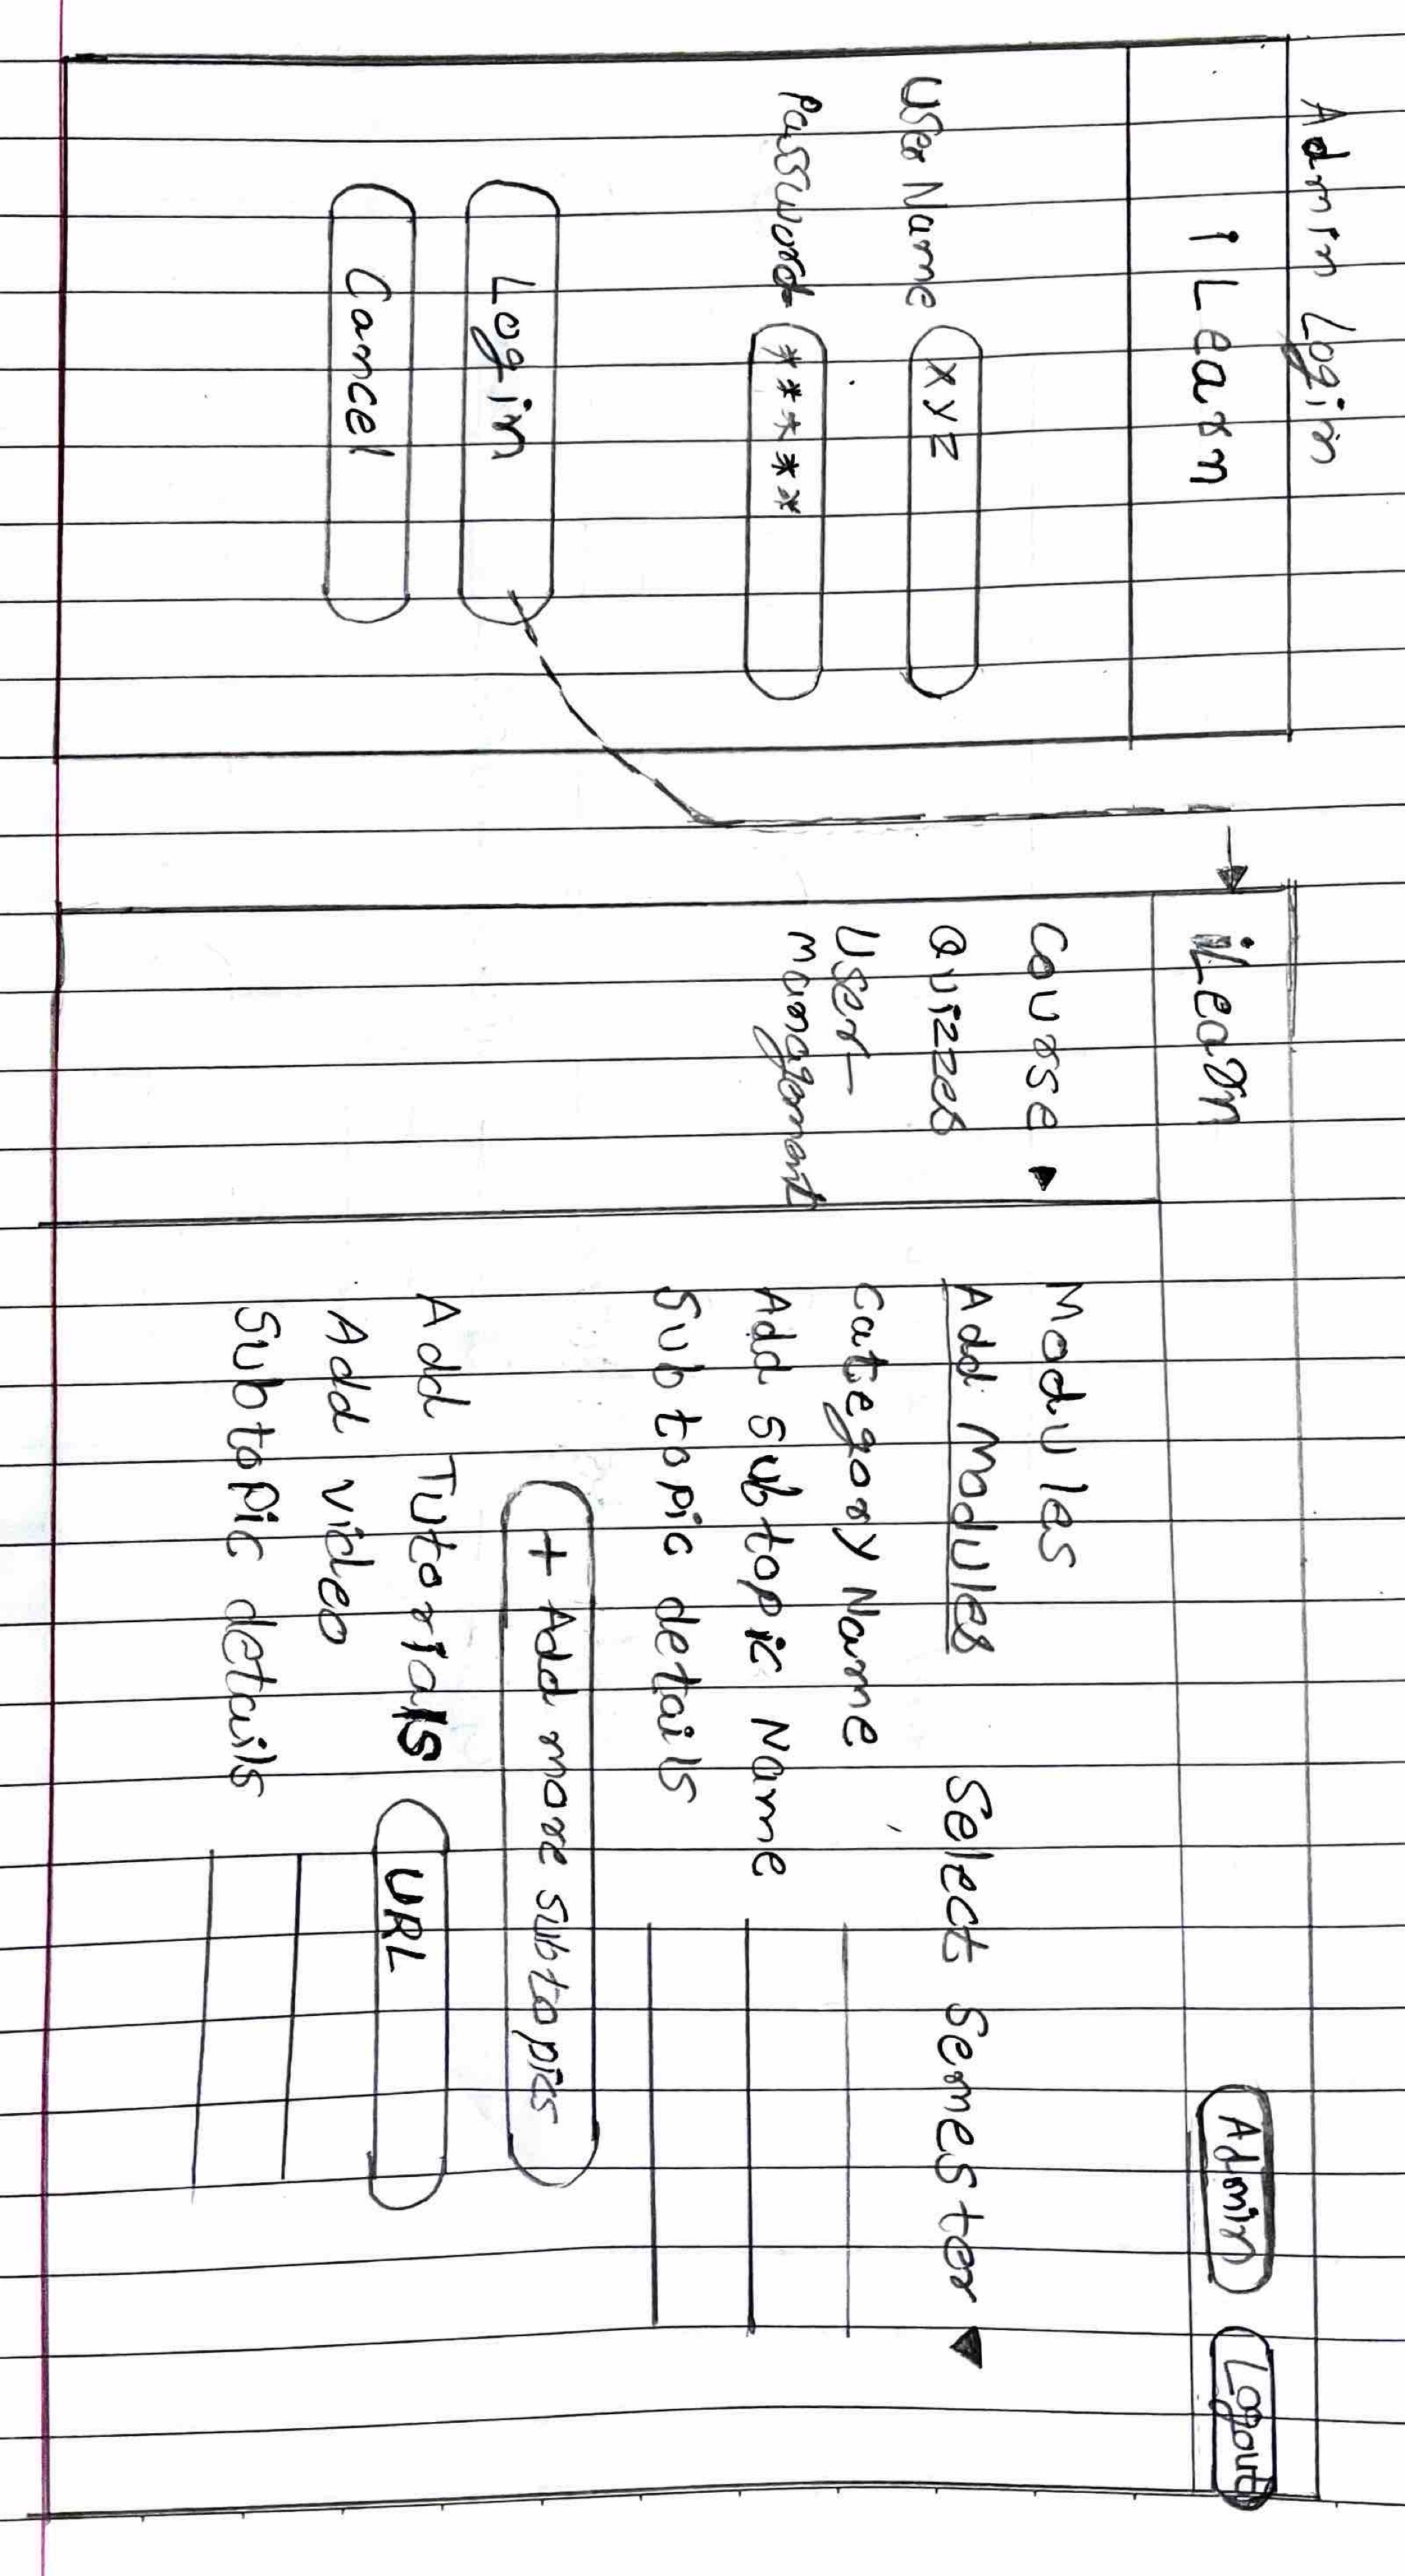 Admin Login
iLearn
User Name xyz
Password *****
Login
Cancel
iLearn Admin Logout
Course
Quizzes
User-
Management
Modules
Add Modules Select Semester
Category Name
Add Subtopic Name
Subtopic details
+ Add more subtopics
Add Tutorials URL
Add video
Subtopic details